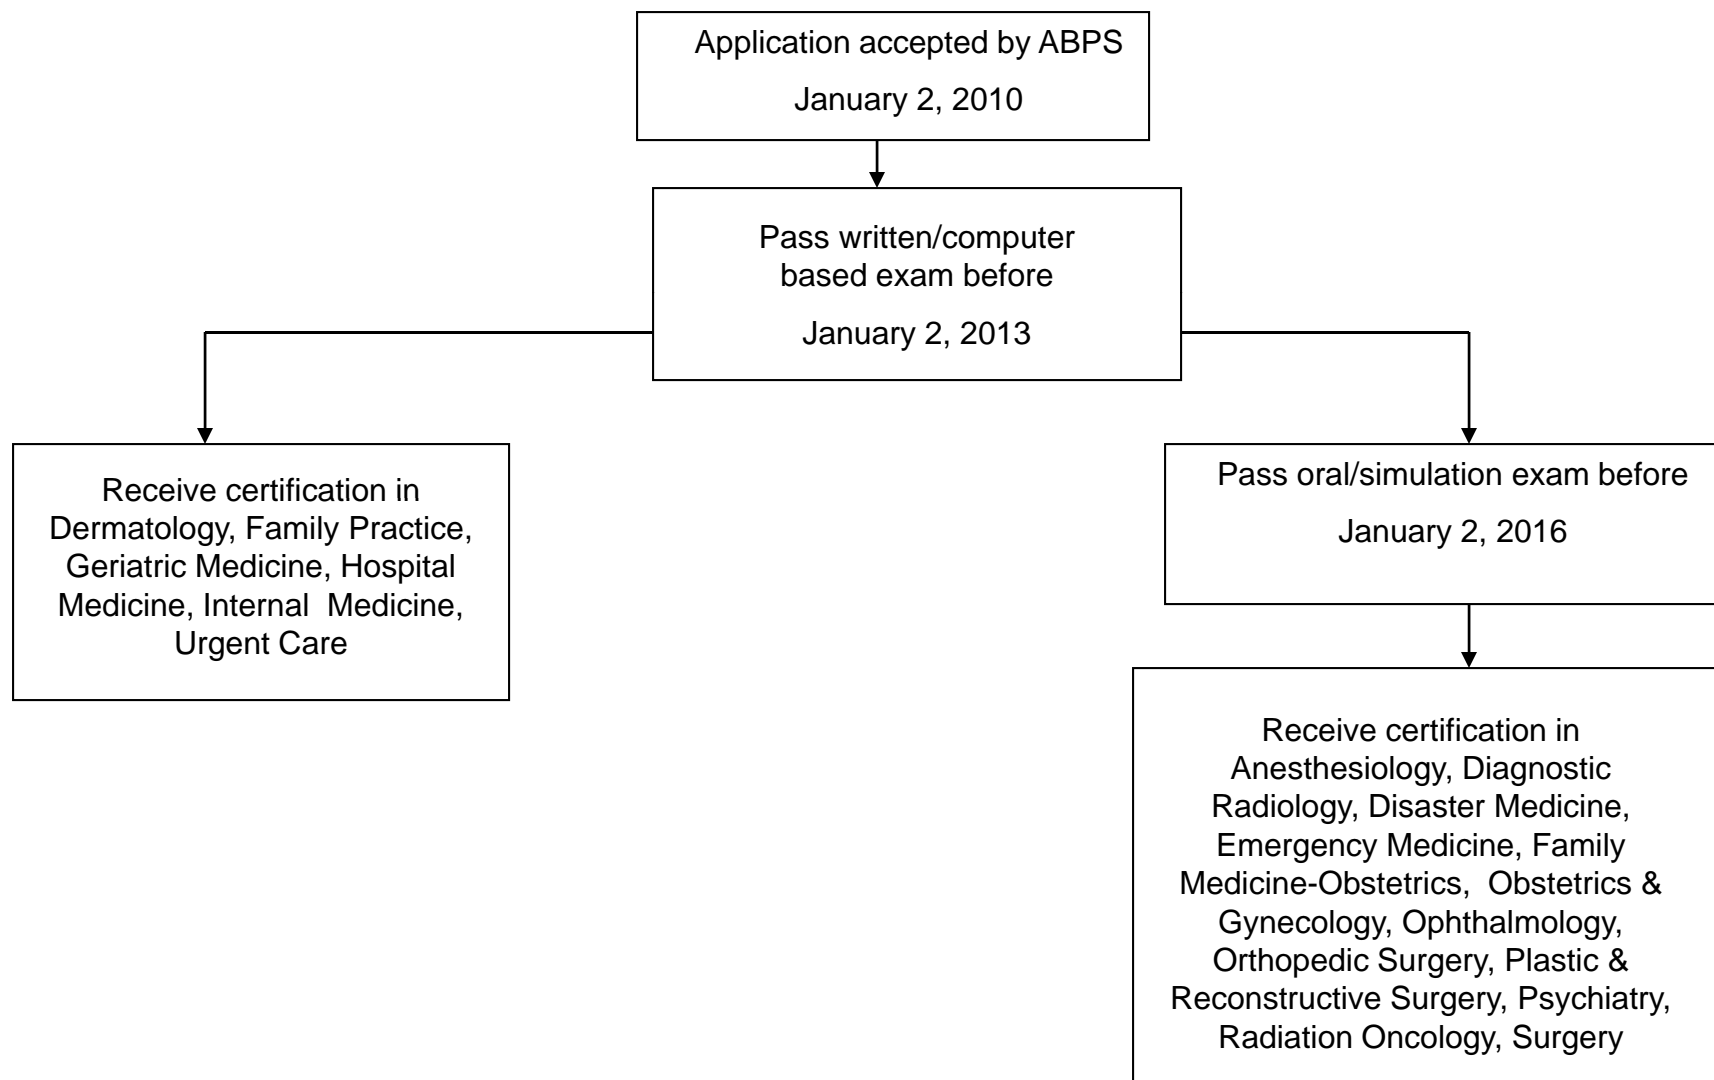 Application accepted by ABPS
January 2, 2010
Pass written/computer
based exam before
January 2, 2013
Receive certification in
Dermatology, Family Practice,
Geriatric Medicine, Hospital
Medicine, Internal  Medicine,
Urgent Care
Pass oral/simulation exam before
January 2, 2016
Receive certification in
Anesthesiology, Diagnostic
Radiology, Disaster Medicine,
Emergency Medicine, Family
Medicine-Obstetrics,  Obstetrics &
Gynecology, Ophthalmology,
Orthopedic Surgery, Plastic &
Reconstructive Surgery, Psychiatry,
Radiation Oncology, Surgery